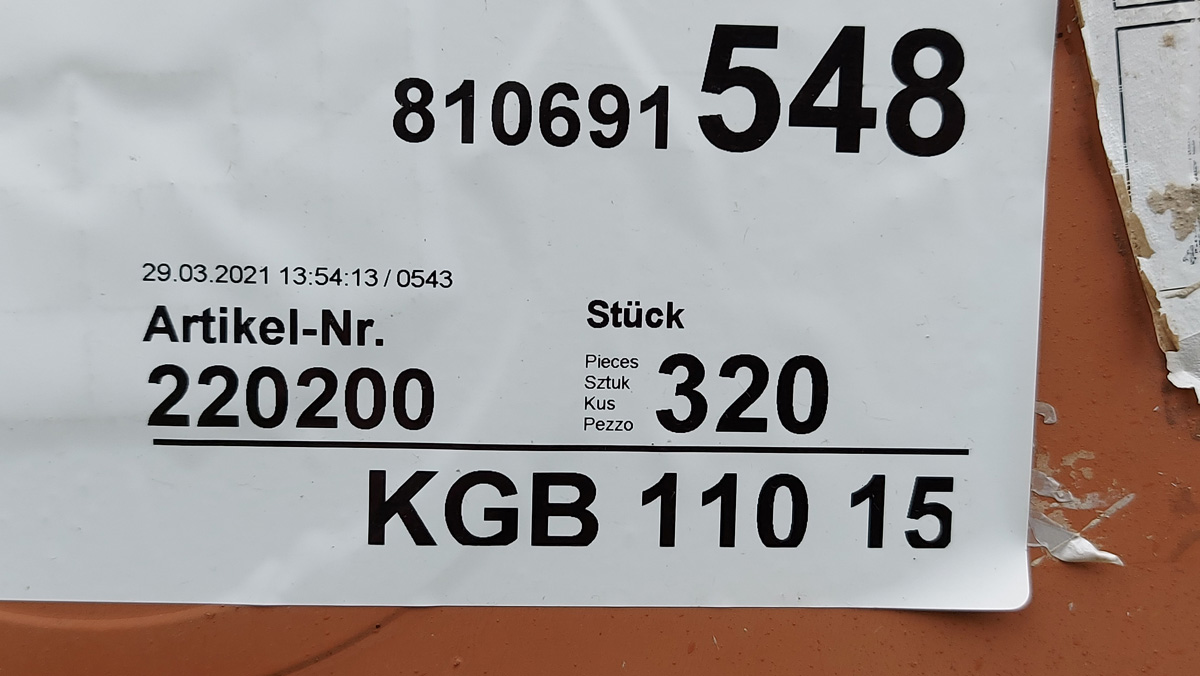 810691548
29.03.2021 13:54:13 / 0543
Artikel-Nr.
220200
Stück
Pieces
Sztuk
Kus
Pezzo
320
KGB 110 15